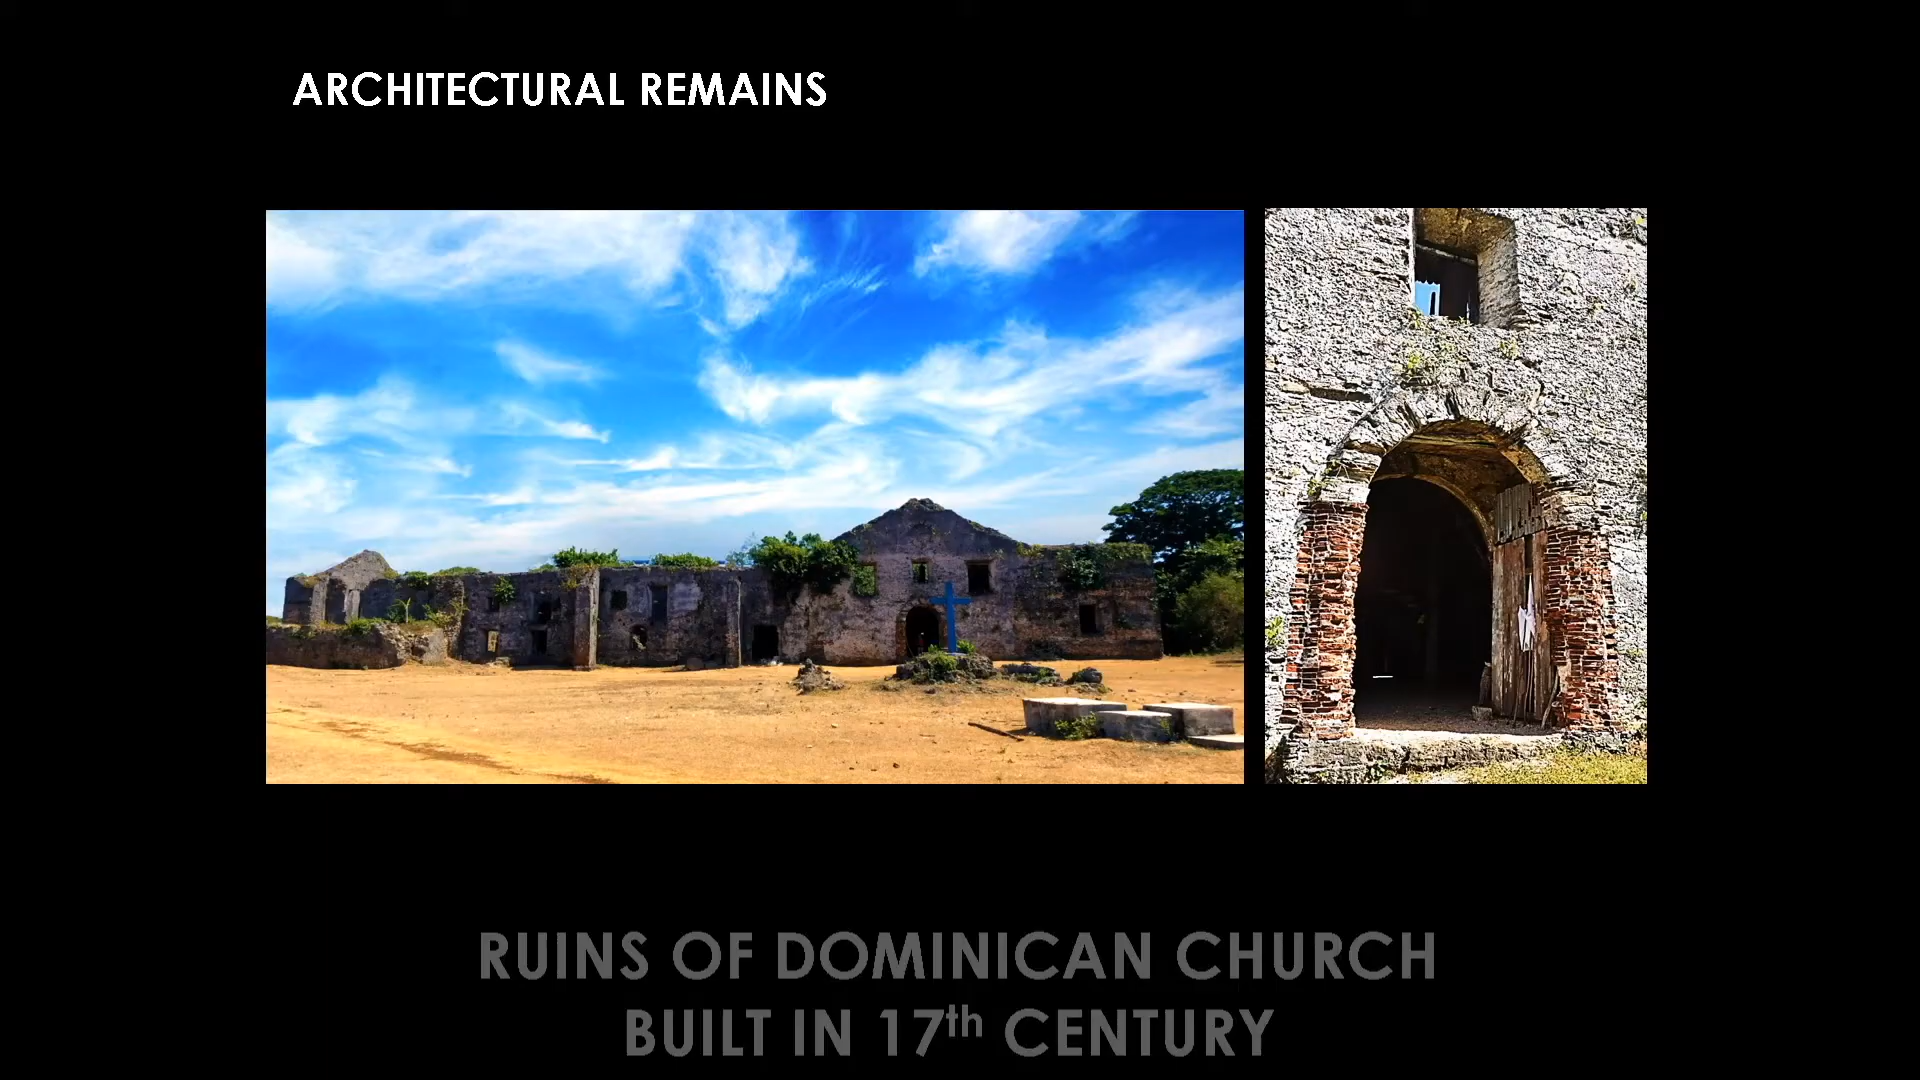 ARCHITECTURAL REMAINS
RUINS OF DOMINICAN CHURCH
BUILT IN 17th CENTURY